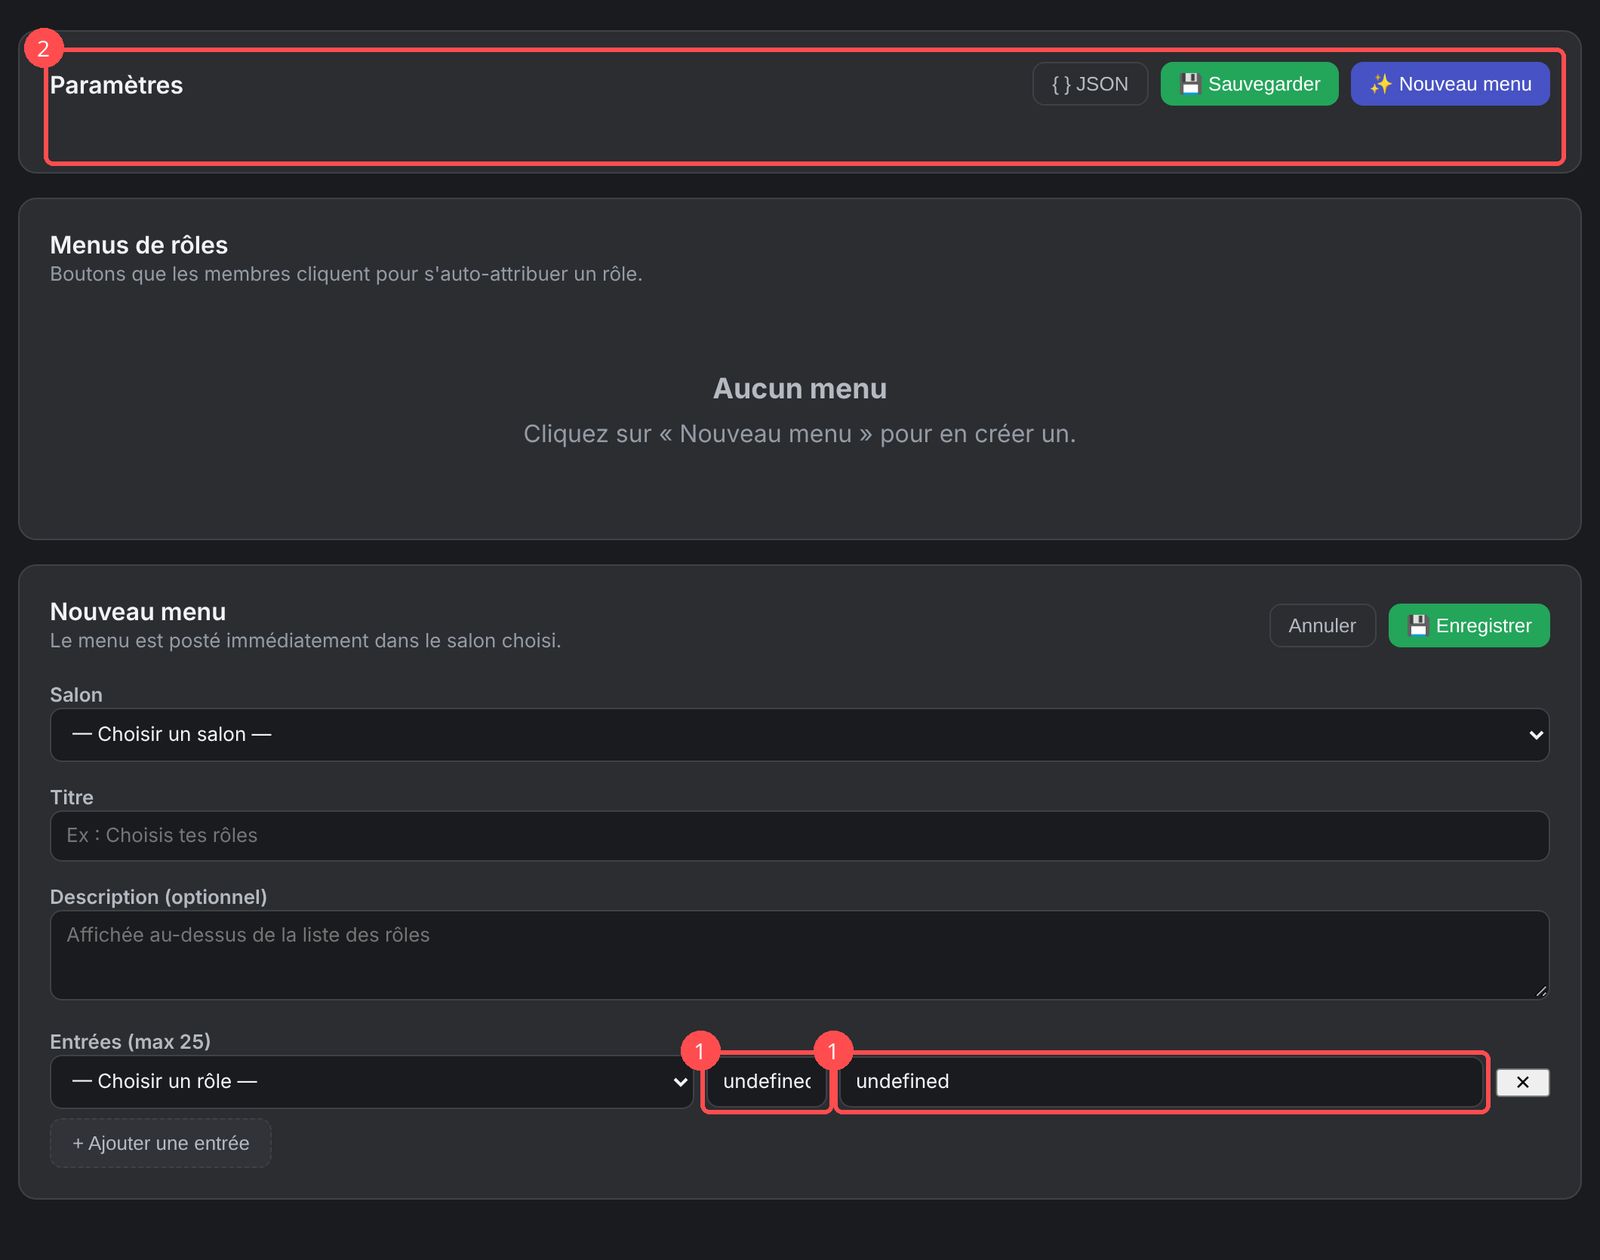 2
Paramètres
{ } JSON
💾 Sauvegarder
✨ Nouveau menu
Menus de rôles
Boutons que les membres cliquent pour s'auto-attribuer un rôle.
Aucun menu
Cliquez sur « Nouveau menu » pour en créer un.
Nouveau menu
Le menu est posté immédiatement dans le salon choisi.
Annuler
💾 Enregistrer
Salon
— Choisir un salon —
Titre
Ex : Choisis tes rôles
Description (optionnel)
Affichée au-dessus de la liste des rôles
Entrées (max 25)
1
1
— Choisir un rôle —
undefined
undefined
✕
+ Ajouter une entrée